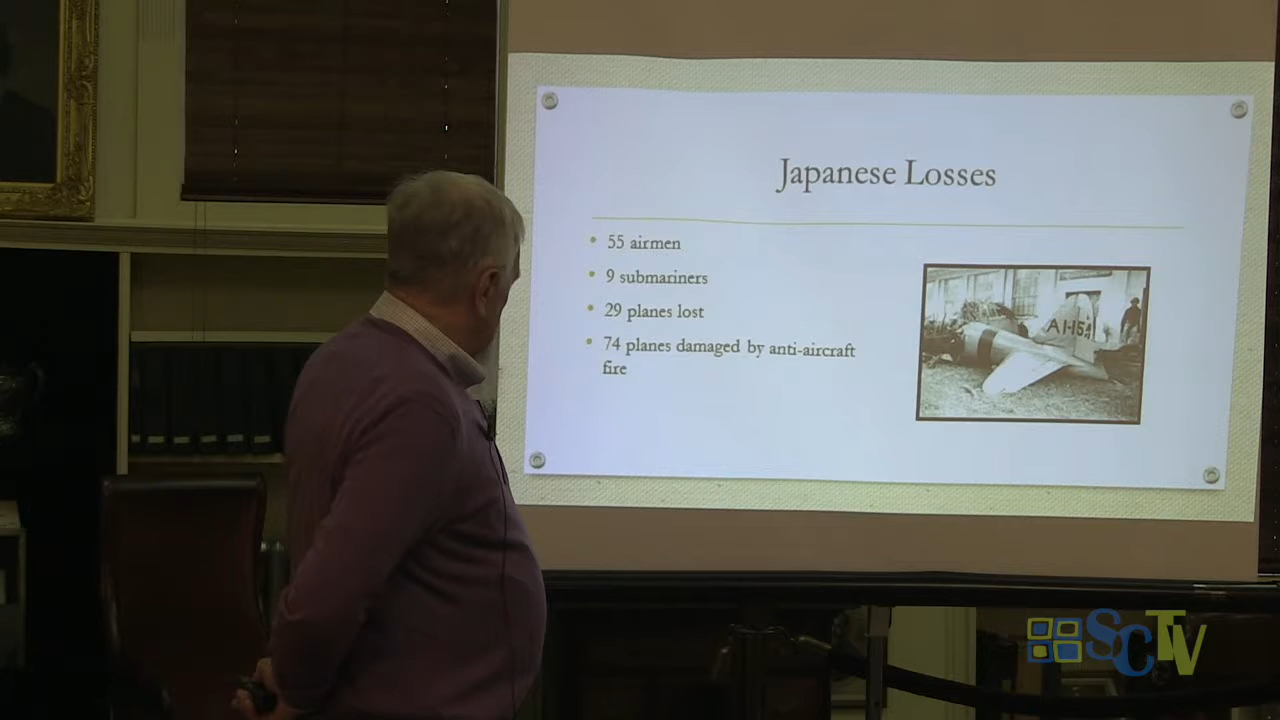 Japanese Losses
• 55 airmen
• 9 submariners
• 29 planes lost
• 74 planes damaged by anti-aircraft
fire
AI-154
SCTV